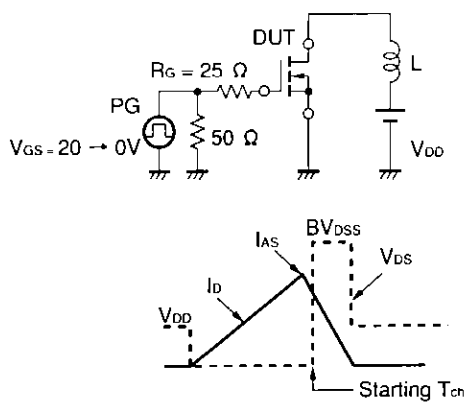 DUT
RG = 25 Ω
L
PG
50 Ω
VGS = 20 → 0V
VDD
BVDSS
IAS
VDS
ID
VDD
Starting Tch